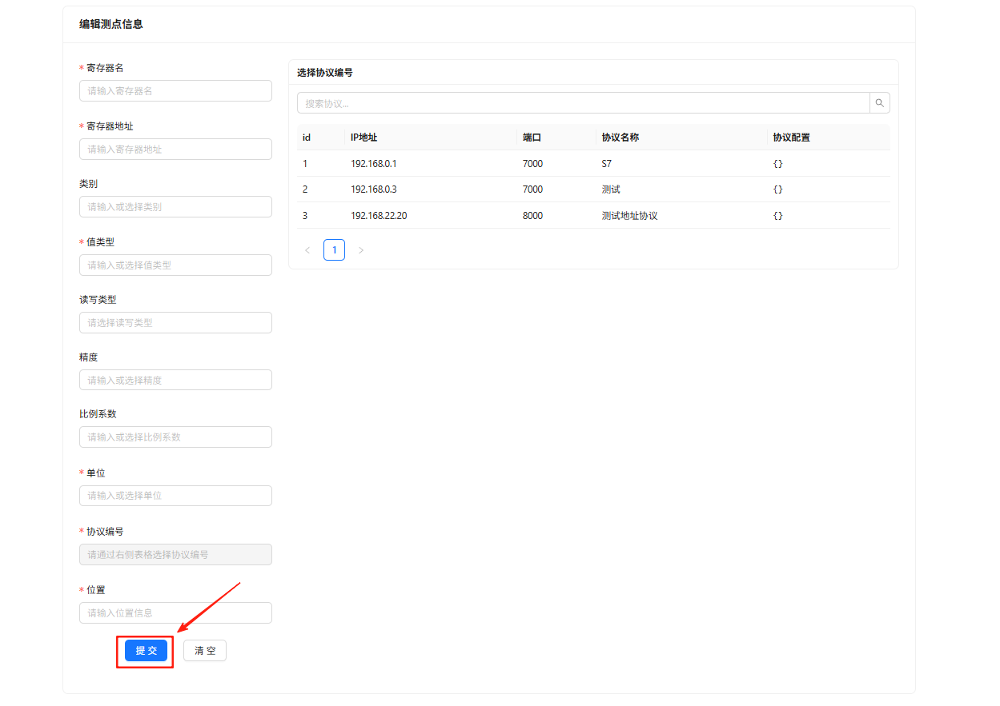 编辑测点信息
* 寄存器名
请输入寄存器名
* 寄存器地址
请输入寄存器地址
类别
请输入或选择类别
* 值类型
请输入或选择值类型
读写类型
请选择读写类型
精度
请输入或选择精度
比例系数
请输入或选择比例系数
* 单位
请输入或选择单位
* 协议编号
请通过右侧表格选择协议编号
* 位置
请输入位置信息
提 交 清 空
选择协议编号
搜索协议...
id IP地址 端口 协议名称 协议配置
1 192.168.0.1 7000 S7 {}
2 192.168.0.3 7000 测试 {}
3 192.168.22.20 8000 测试地址协议 {}
< 1 >